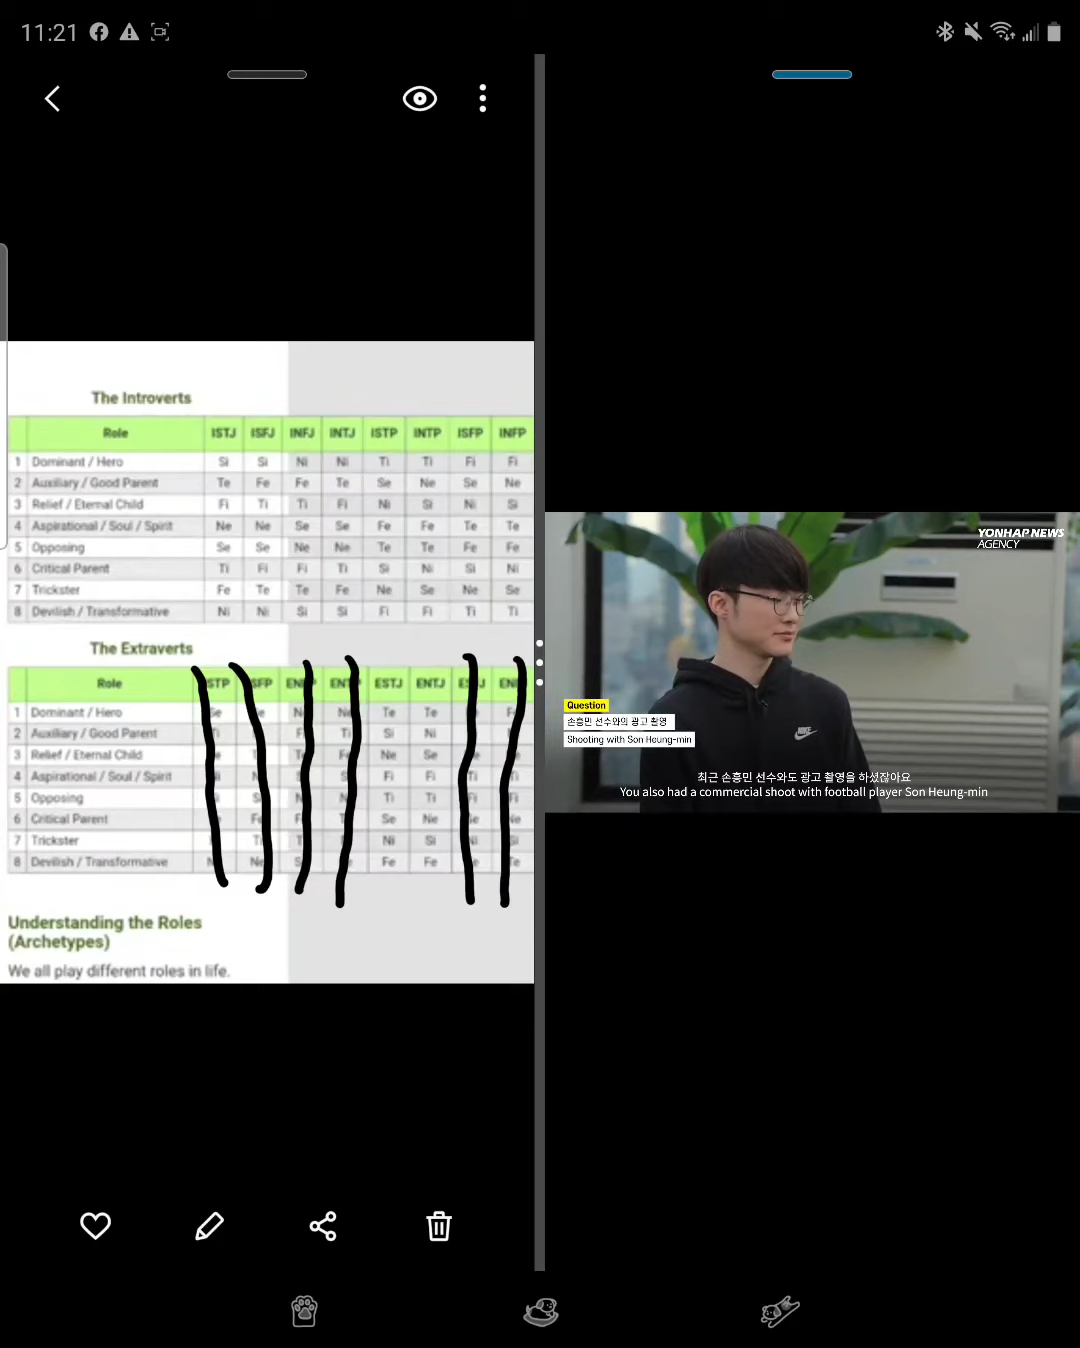 11:21
The Introverts
Role ISTJ ISFJ INFJ INTJ ISTP INTP ISFP INFP
1 Dominant / Hero Si Si Ni Ni Ti Ti Fi Fi
2 Auxiliary / Good Parent Te Fe Fe Te Se Ne Se Ne
3 Relief / Eternal Child Fi Ti Ti Fi Ni Si Ni Si
4 Aspirational / Soul / Spirit Ne Ne Se Se Fe Fe Te Te
5 Opposing Se Se Ne Ne Te Te Fe Fe
6 Critical Parent Ti Fi Fi Ti Si Ni Si Ni
7 Trickster Fe Te Te Fe Ne Se Ne Se
8 Devilish / Transformative Ni Ni Si Si Fi Fi Ti Ti
The Extraverts
Role ESTJ ENTJ
1 Dominant / Hero Se Ne Te Te
2 Auxiliary / Good Parent Ti Si Ni
3 Relief / Eternal Child Ne Se
4 Aspirational / Soul / Spirit Fi Fi
5 Opposing Ti Ti
6 Critical Parent Fe Se Ne
7 Trickster Ni Si
8 Devilish / Transformative Ne Fe Fe Te
Understanding the Roles
(Archetypes)
We all play different roles in life.
YONHAP NEWS
AGENCY
NIKE
Question
손흥민 선수와의 광고 촬영
Shooting with Son Heung-min
최근 손흥민 선수와도 광고 촬영을 하셨잖아요
You also had a commercial shoot with football player Son Heung-min